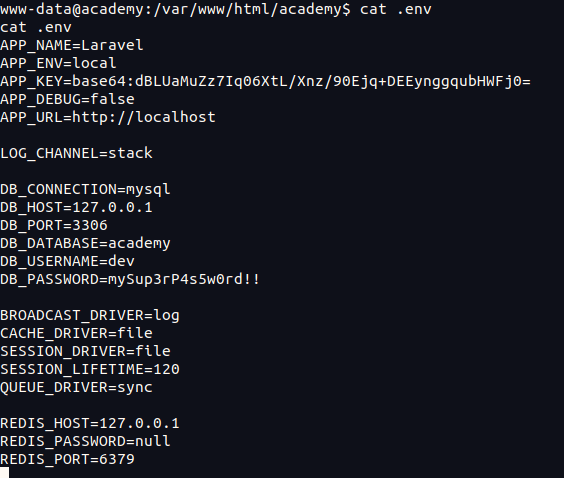 www-data@academy:/var/www/html/academy$ cat .env
cat .env
APP_NAME=Laravel
APP_ENV=local
APP_KEY=base64:dBLUaMuZz7Iq06XtL/Xnz/90Ejq+DEEynggqubHWFj0=
APP_DEBUG=false
APP_URL=http://localhost

LOG_CHANNEL=stack

DB_CONNECTION=mysql
DB_HOST=127.0.0.1
DB_PORT=3306
DB_DATABASE=academy
DB_USERNAME=dev
DB_PASSWORD=mySup3rP4s5w0rd!!

BROADCAST_DRIVER=log
CACHE_DRIVER=file
SESSION_DRIVER=file
SESSION_LIFETIME=120
QUEUE_DRIVER=sync

REDIS_HOST=127.0.0.1
REDIS_PASSWORD=null
REDIS_PORT=6379